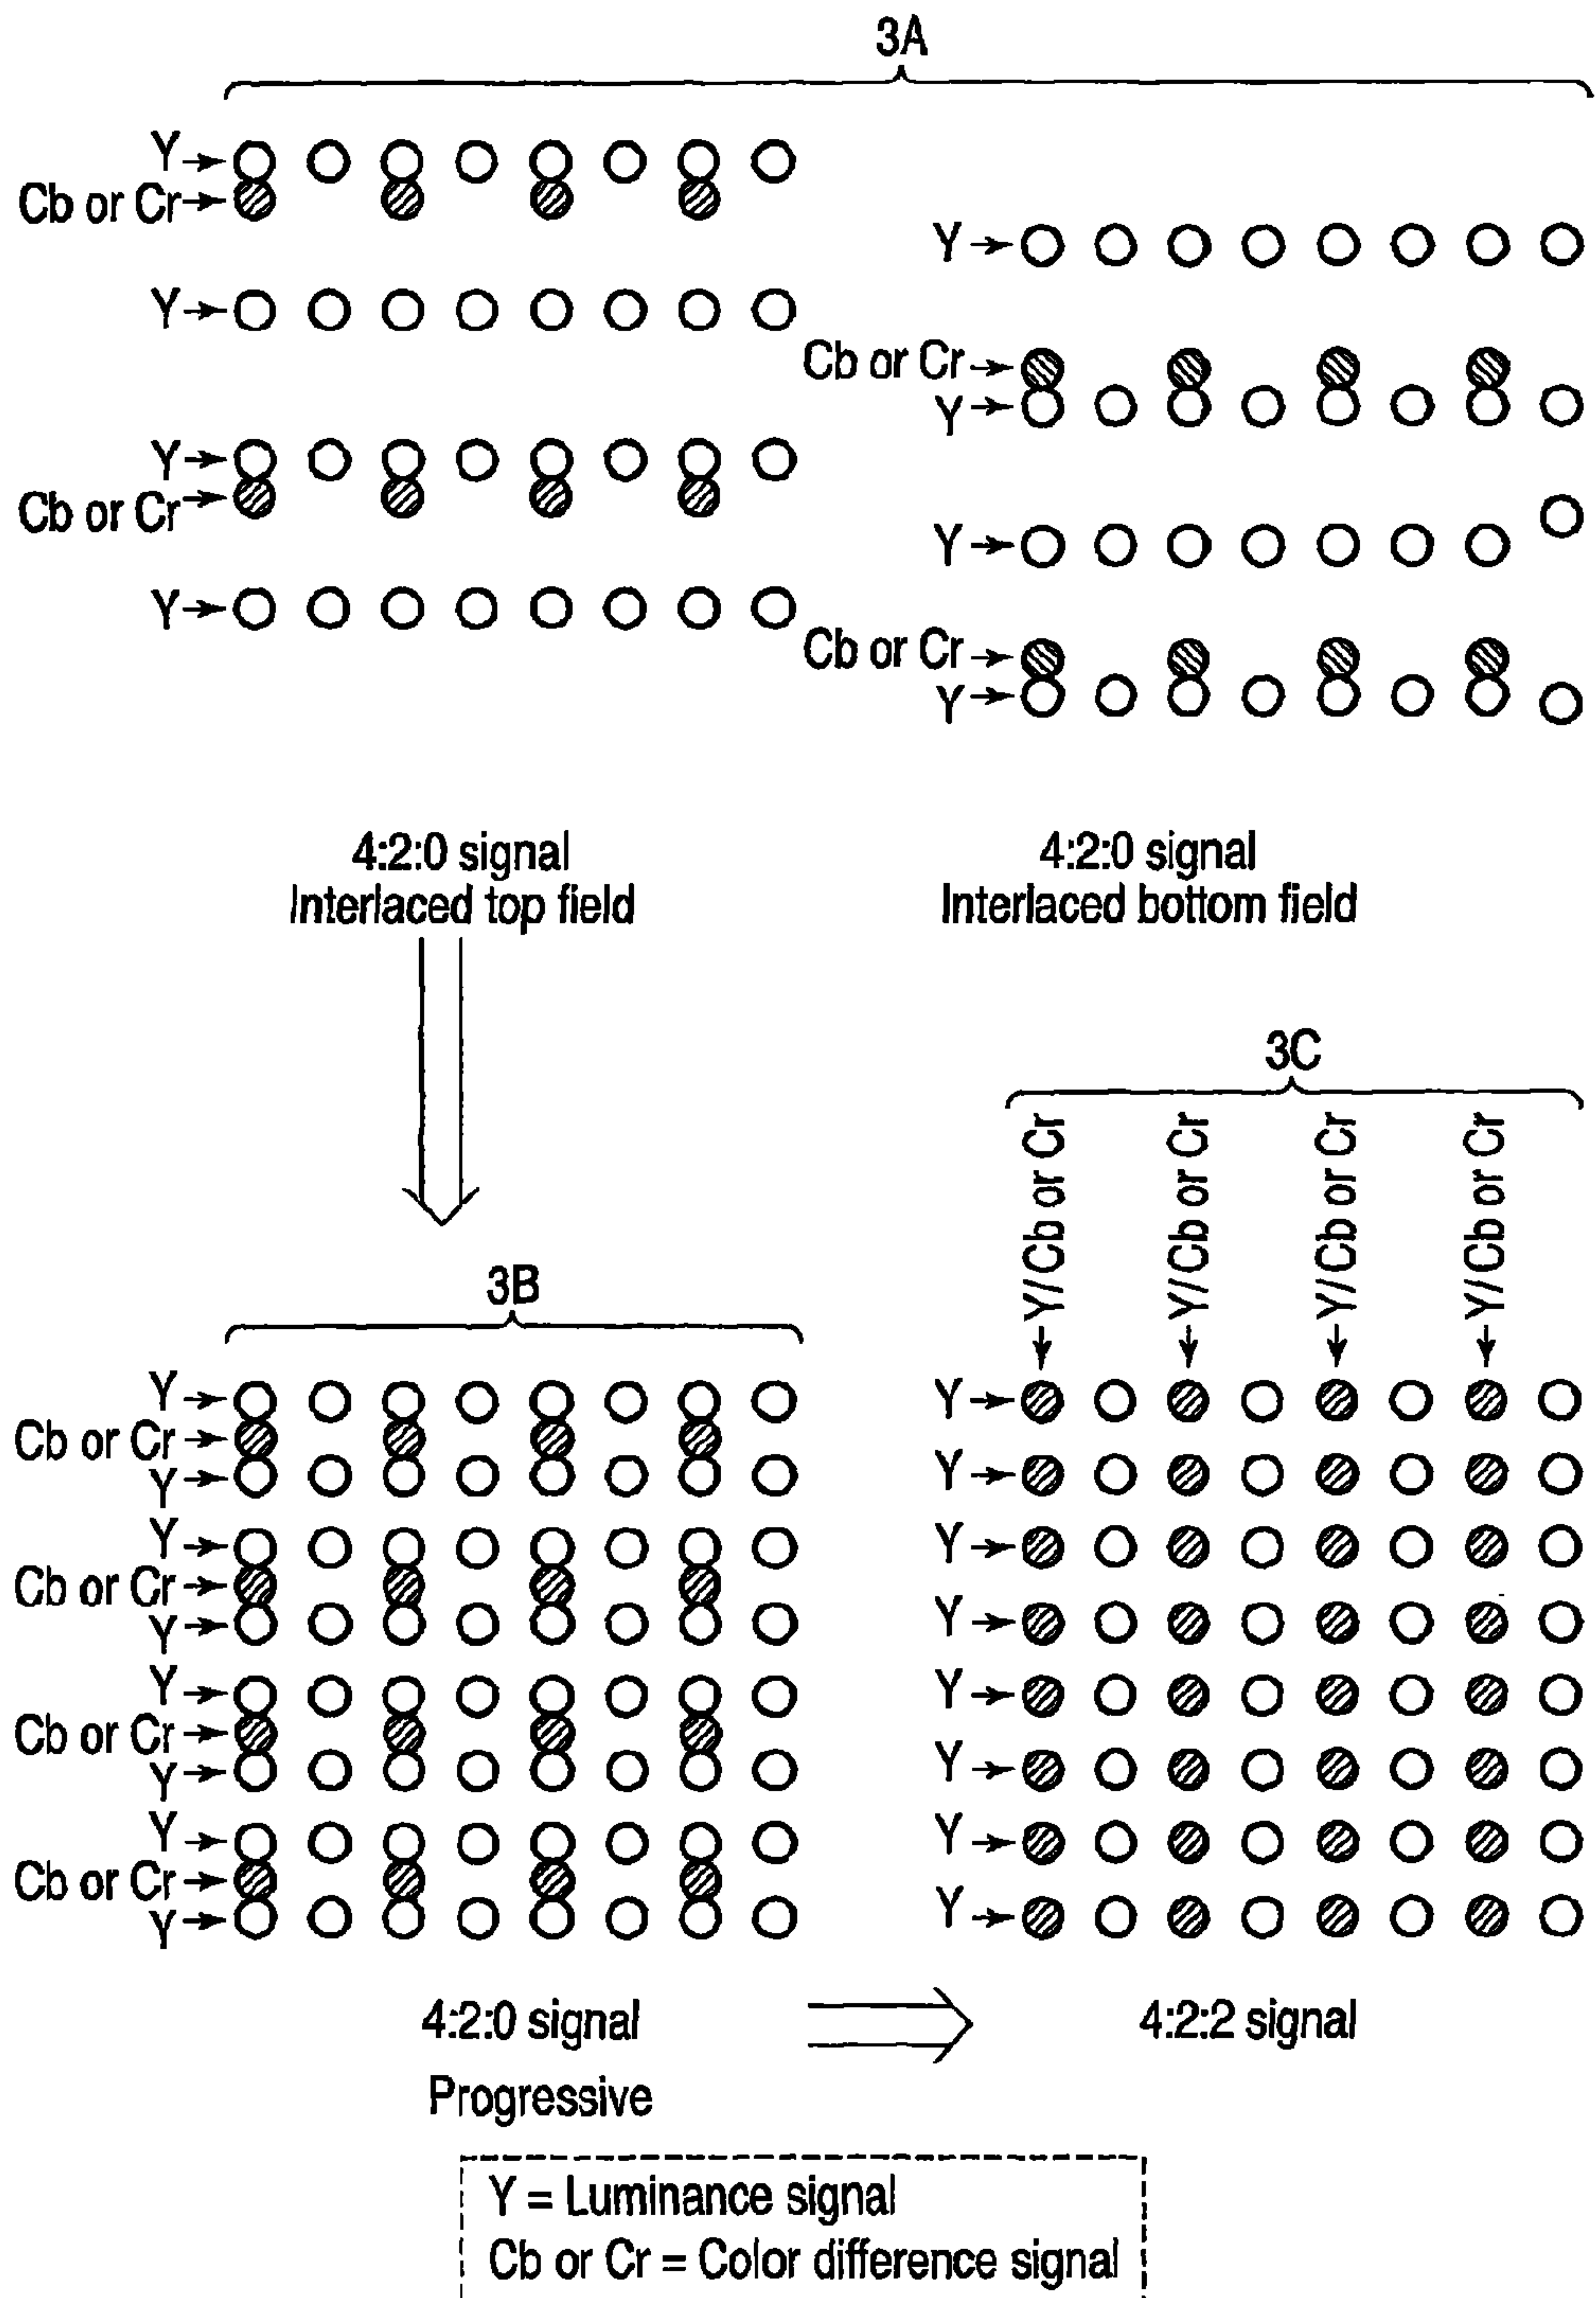 3A
Y
Cb or Cr
Y
Y
Cb or Cr
Y
Y
Cb or Cr
Y
Y
Cb or Cr
Y
4:2:0 signal
Interlaced top field
4:2:0 signal
Interlaced bottom field
3C
Y/Cb or Cr
Y/Cb or Cr
Y/Cb or Cr
Y/Cb or Cr
3B
Y
Cb or Cr
Y
Y
Cb or Cr
Y
Y
Cb or Cr
Y
Y
Cb or Cr
Y
Y
Y
Y
Y
Y
Y
Y
Y
4:2:0 signal
Progressive
4:2:2 signal
Y = Luminance signal
Cb or Cr = Color difference signal